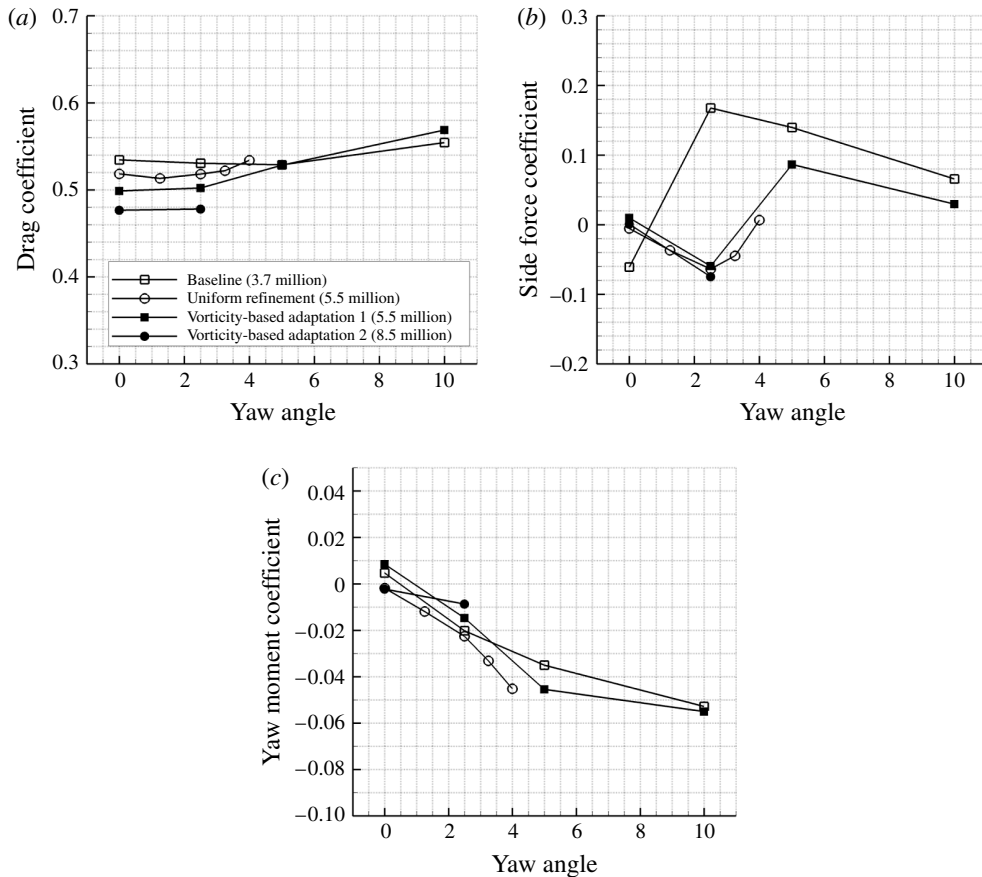 (a)
0.7
0.6
0.5
0.4
0.3
Drag coefficient
Baseline (3.7 million)
Uniform refinement (5.5 million)
Vorticity-based adaptation 1 (5.5 million)
Vorticity-based adaptation 2 (8.5 million)
0 2 4 6 8 10
Yaw angle
(b)
0.3
0.2
0.1
0
−0.1
−0.2
Side force coefficient
0 2 4 6 8 10
Yaw angle
(c)
0.04
0.02
0
−0.02
−0.04
−0.06
−0.08
−0.10
Yaw moment coefficient
0 2 4 6 8 10
Yaw angle